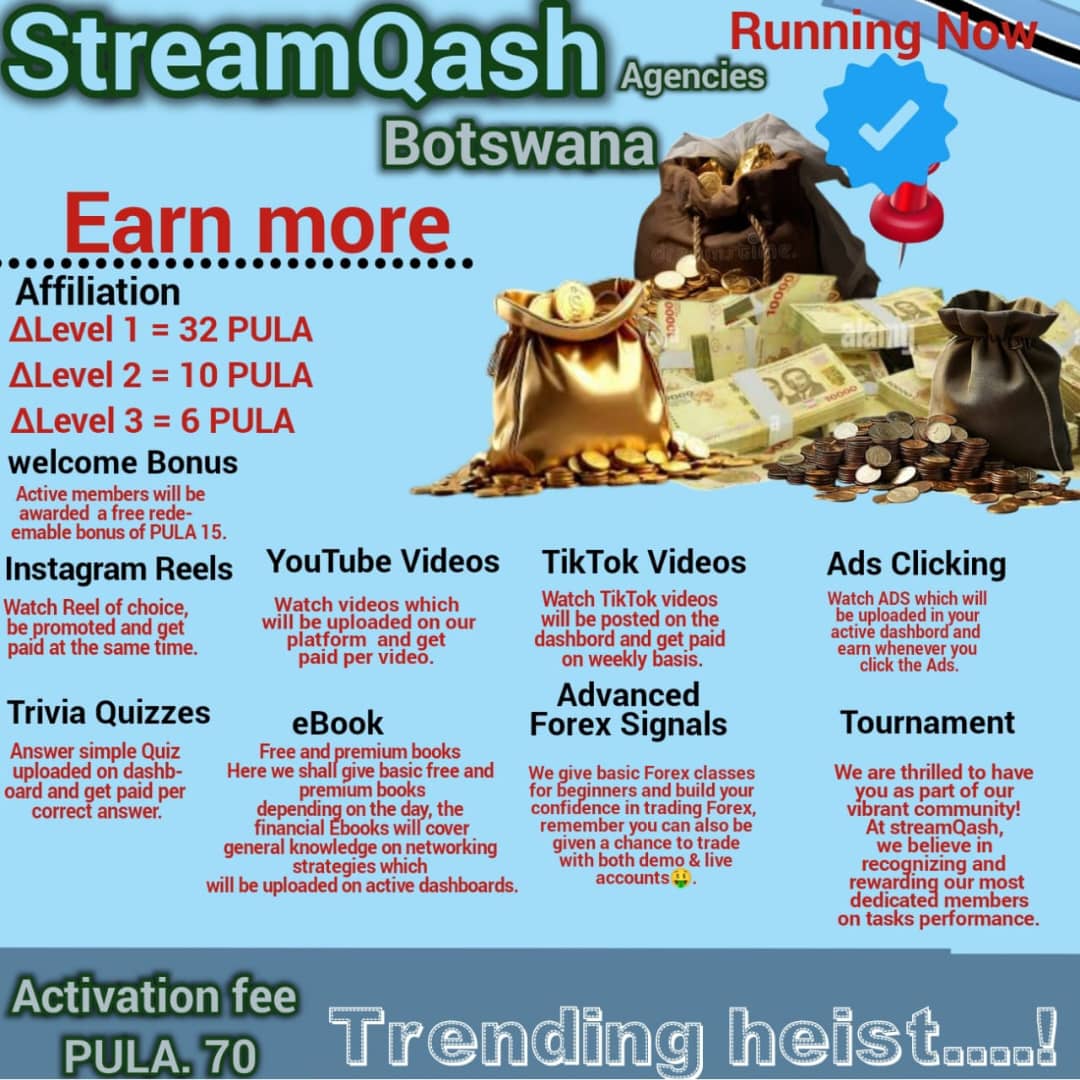 StreamQash Agencies
Running Now
Botswana
Earn more
Affiliation
ΔLevel 1 = 32 PULA
ΔLevel 2 = 10 PULA
ΔLevel 3 = 6 PULA
welcome Bonus
Active members will be
awarded a free rede-
emable bonus of PULA 15.
Instagram Reels
Watch Reel of choice,
be promoted and get
paid at the same time.
YouTube Videos
Watch videos which
will be uploaded on our
platform and get
paid per video.
TikTok Videos
Watch TikTok videos
will be posted on the
dashbord and get paid
on weekly basis.
Ads Clicking
Watch ADS which will
be uploaded in your
active dashbord and
earn whenever you
click the Ads.
Trivia Quizzes
Answer simple Quiz
uploaded on dashb-
oard and get paid per
correct answer.
eBook
Free and premium books
Here we shall give basic free and
premium books
depending on the day, the
financial Ebooks will cover
general knowledge on networking
strategies which
will be uploaded on active dashboards.
Advanced
Forex Signals
We give basic Forex classes
for beginners and build your
confidence in trading Forex,
remember you can also be
given a chance to trade
with both demo & live
accounts🤑.
Tournament
We are thrilled to have
you as part of our
vibrant community!
At streamQash,
we believe in
recognizing and
rewarding our most
dedicated members
on tasks performance.
Activation fee
PULA. 70
Trending heist....!
dreamstime.
alamy
10000
10000
10000